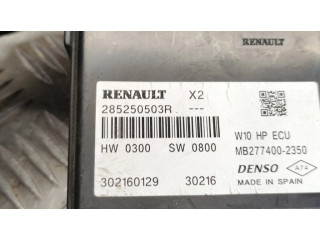 RENAULT
RENAULT X2
285250503R ---
HW 0300 SW 0800
W10 HP ECU
MB277400-2350
DENSO A74
302160129 30216
MADE IN SPAIN